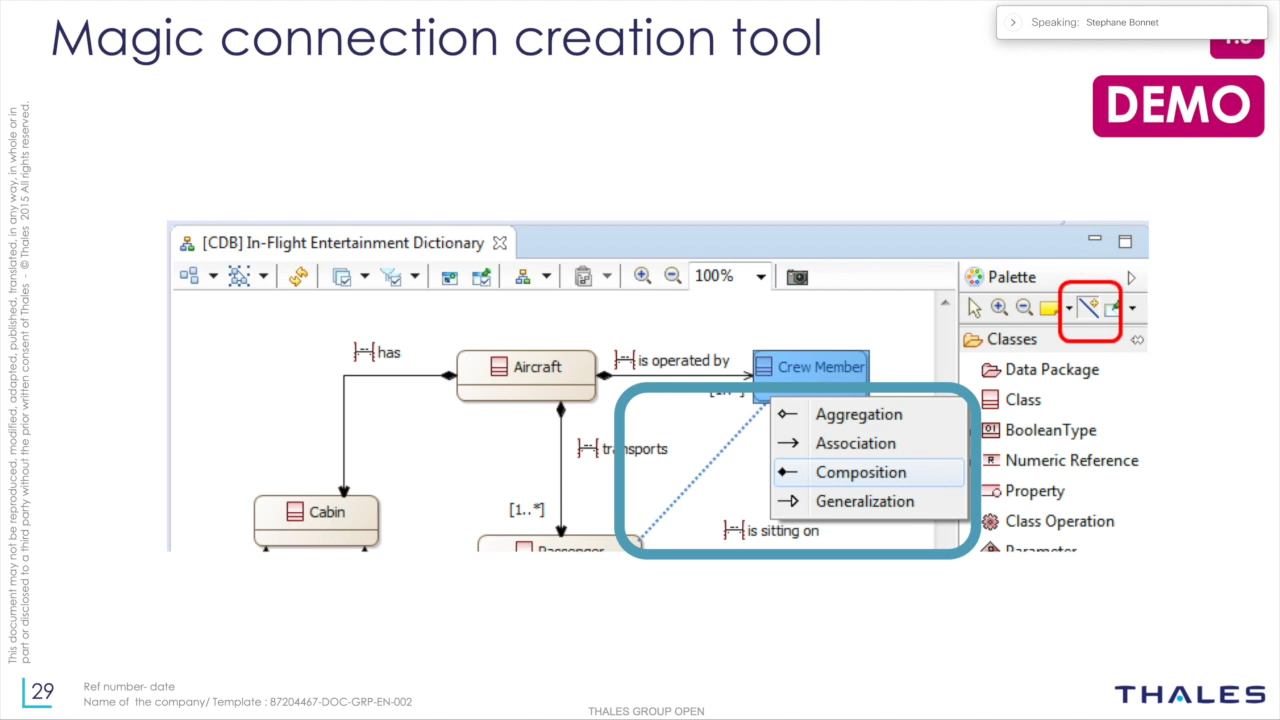 Magic connection creation tool
Speaking: Stephane Bonnet
DEMO
This document may not be reproduced, modified, adapted, published, translated, in any way, in whole or in
part or disclosed to a third party without the prior written consent of Thales - © Thales 2015 All rights reserved.
[CDB] In-Flight Entertainment Dictionary
100%
Palette
Classes
Data Package
Class
BooleanType
Numeric Reference
Property
Class Operation
Parameter
has
Aircraft
is operated by
Crew Member
Aggregation
Association
Composition
Generalization
transports
[1..*]
Cabin
Passenger
is sitting on
29
Ref number- date
Name of the company/ Template : 87204467-DOC-GRP-EN-002
THALES GROUP OPEN
THALES